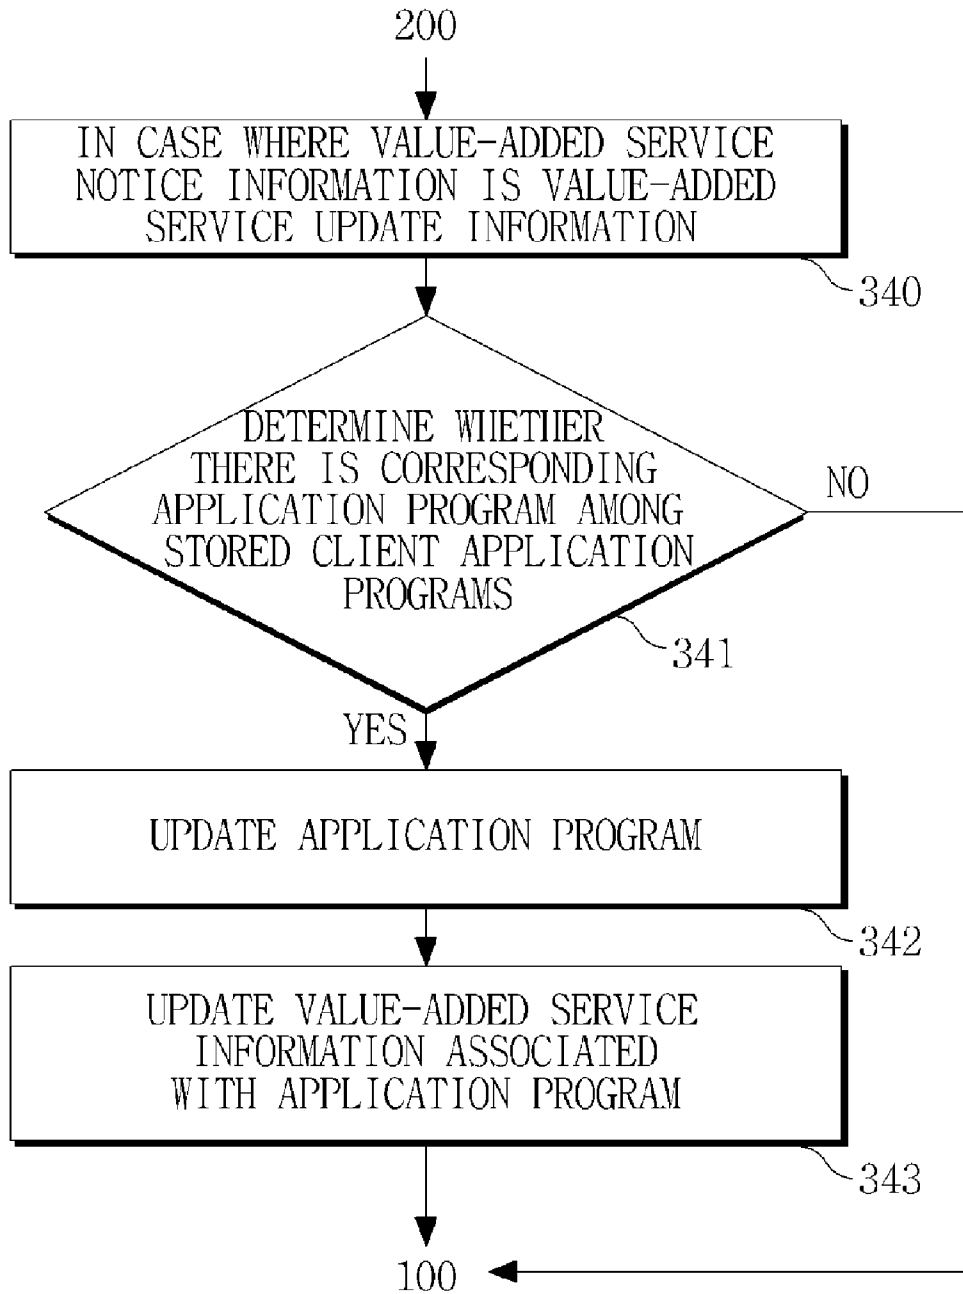 200
IN CASE WHERE VALUE-ADDED SERVICE
NOTICE INFORMATION IS VALUE-ADDED
SERVICE UPDATE INFORMATION
340
DETERMINE WHETHER
THERE IS CORRESPONDING
APPLICATION PROGRAM AMONG
STORED CLIENT APPLICATION
PROGRAMS
NO
341
YES
UPDATE APPLICATION PROGRAM
342
UPDATE VALUE-ADDED SERVICE
INFORMATION ASSOCIATED
WITH APPLICATION PROGRAM
343
100